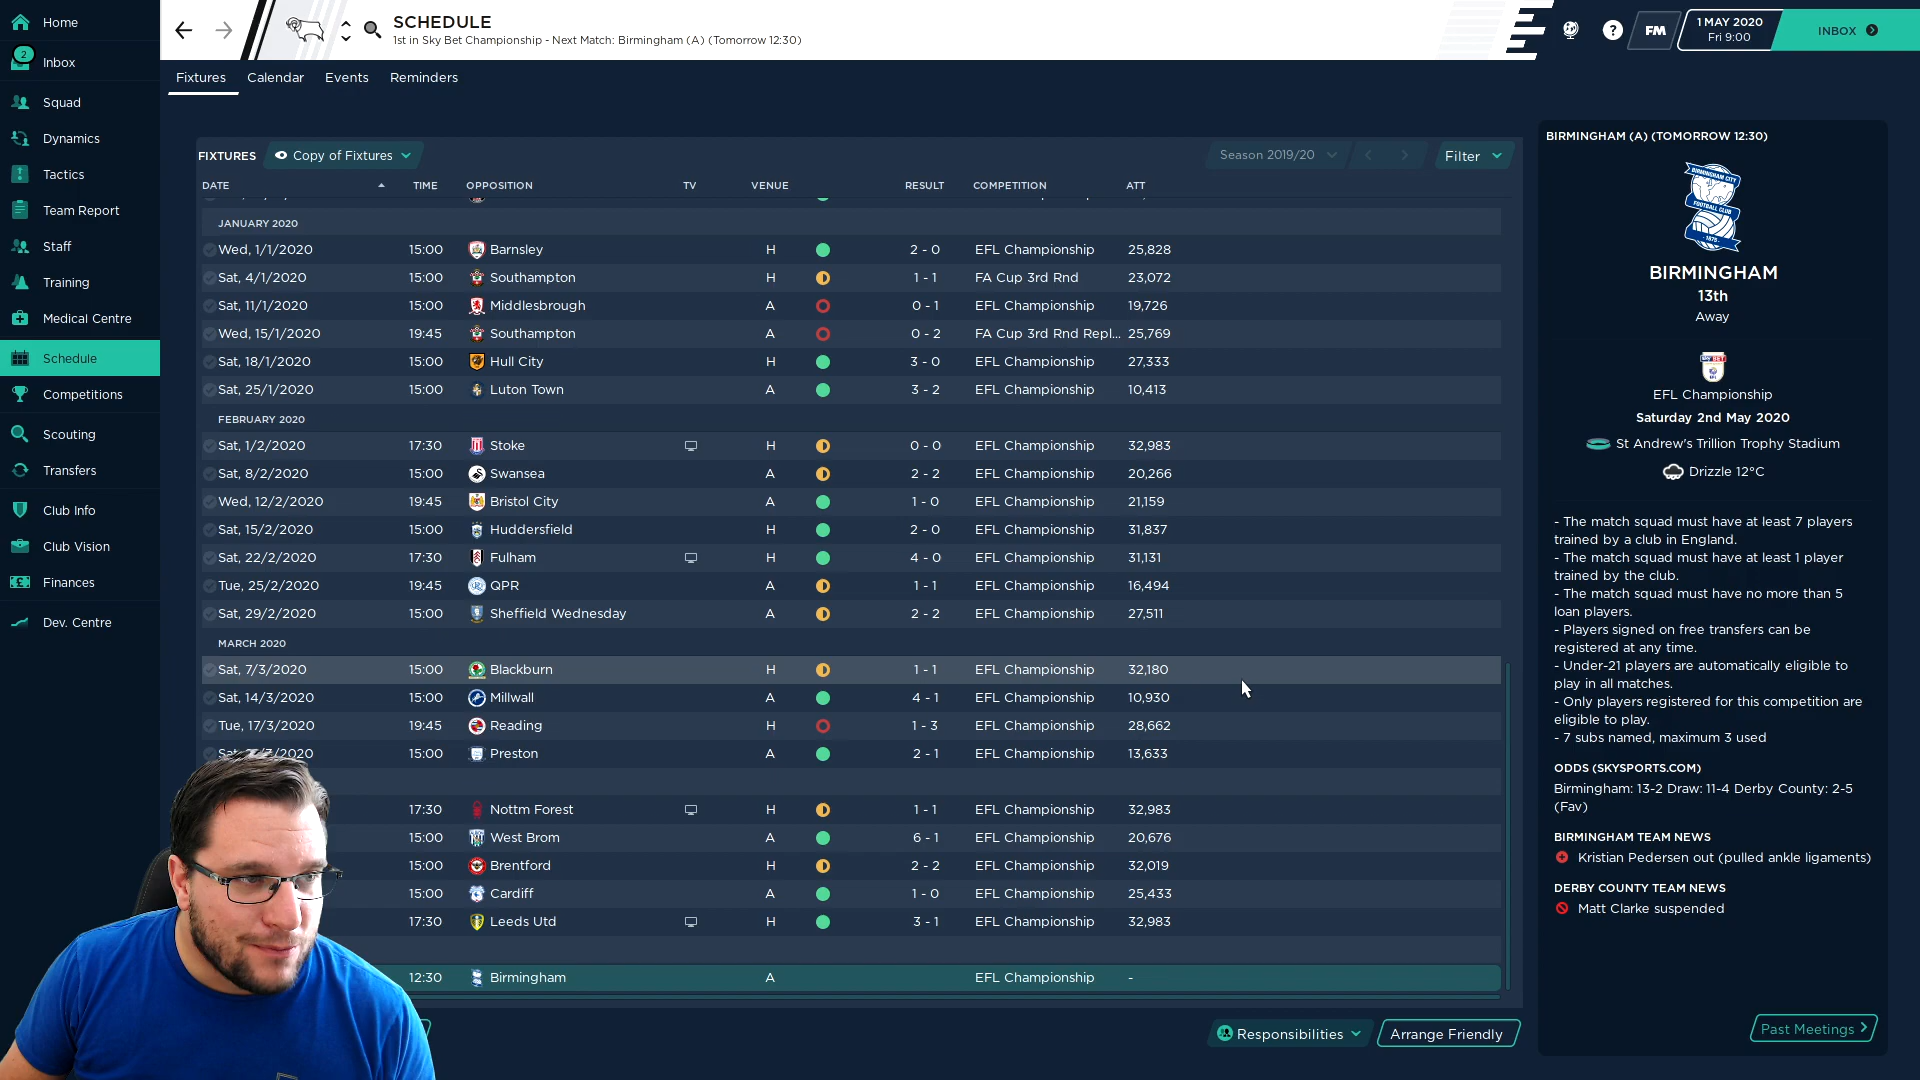 Home
2
Inbox
Squad
Dynamics
Tactics
Team Report
Staff
Training
Medical Centre
Schedule
Competitions
Scouting
Transfers
Club Info
Club Vision
Finances
Dev. Centre
SCHEDULE
1st in Sky Bet Championship - Next Match: Birmingham (A) (Tomorrow 12:30)
?
FM
1 MAY 2020
Fri 9:00
INBOX
Fixtures Calendar Events Reminders
FIXTURES Copy of Fixtures Season 2019/20 Filter
DATE TIME OPPOSITION TV VENUE RESULT COMPETITION ATT
JANUARY 2020
Wed, 1/1/2020 15:00 Barnsley H 2 - 0 EFL Championship 25,828
Sat, 4/1/2020 15:00 Southampton H 1 - 1 FA Cup 3rd Rnd 23,072
Sat, 11/1/2020 15:00 Middlesbrough A 0 - 1 EFL Championship 19,726
Wed, 15/1/2020 19:45 Southampton A 0 - 2 FA Cup 3rd Rnd Repl... 25,769
Sat, 18/1/2020 15:00 Hull City H 3 - 0 EFL Championship 27,333
Sat, 25/1/2020 15:00 Luton Town A 3 - 2 EFL Championship 10,413
FEBRUARY 2020
Sat, 1/2/2020 17:30 Stoke H 0 - 0 EFL Championship 32,983
Sat, 8/2/2020 15:00 Swansea A 2 - 2 EFL Championship 20,266
Wed, 12/2/2020 19:45 Bristol City A 1 - 0 EFL Championship 21,159
Sat, 15/2/2020 15:00 Huddersfield H 2 - 0 EFL Championship 31,837
Sat, 22/2/2020 17:30 Fulham H 4 - 0 EFL Championship 31,131
Tue, 25/2/2020 19:45 QPR A 1 - 1 EFL Championship 16,494
Sat, 29/2/2020 15:00 Sheffield Wednesday A 2 - 2 EFL Championship 27,511
MARCH 2020
Sat, 7/3/2020 15:00 Blackburn H 1 - 1 EFL Championship 32,180
Sat, 14/3/2020 15:00 Millwall A 4 - 1 EFL Championship 10,930
Tue, 17/3/2020 19:45 Reading H 1 - 3 EFL Championship 28,662
15:00 Preston A 2 - 1 EFL Championship 13,633
17:30 Nottm Forest H 1 - 1 EFL Championship 32,983
15:00 West Brom A 6 - 1 EFL Championship 20,676
15:00 Brentford H 2 - 2 EFL Championship 32,019
15:00 Cardiff A 1 - 0 EFL Championship 25,433
17:30 Leeds Utd H 3 - 1 EFL Championship 32,983
12:30 Birmingham A EFL Championship -
Responsibilities Arrange Friendly
BIRMINGHAM (A) (TOMORROW 12:30)
BIRMINGHAM CITY
FOOTBALL CLUB
1875
BIRMINGHAM
13th
Away
EFL Championship
Saturday 2nd May 2020
St Andrew's Trillion Trophy Stadium
Drizzle 12°C
- The match squad must have at least 7 players
trained by a club in England.
- The match squad must have at least 1 player
trained by the club.
- The match squad must have no more than 5
loan players.
- Players signed on free transfers can be
registered at any time.
- Under-21 players are automatically eligible to
play in all matches.
- Only players registered for this competition are
eligible to play.
- 7 subs named, maximum 3 used
ODDS (SKYSPORTS.COM)
Birmingham: 13-2 Draw: 11-4 Derby County: 2-5
(Fav)
BIRMINGHAM TEAM NEWS
Kristian Pedersen out (pulled ankle ligaments)
DERBY COUNTY TEAM NEWS
Matt Clarke suspended
Past Meetings